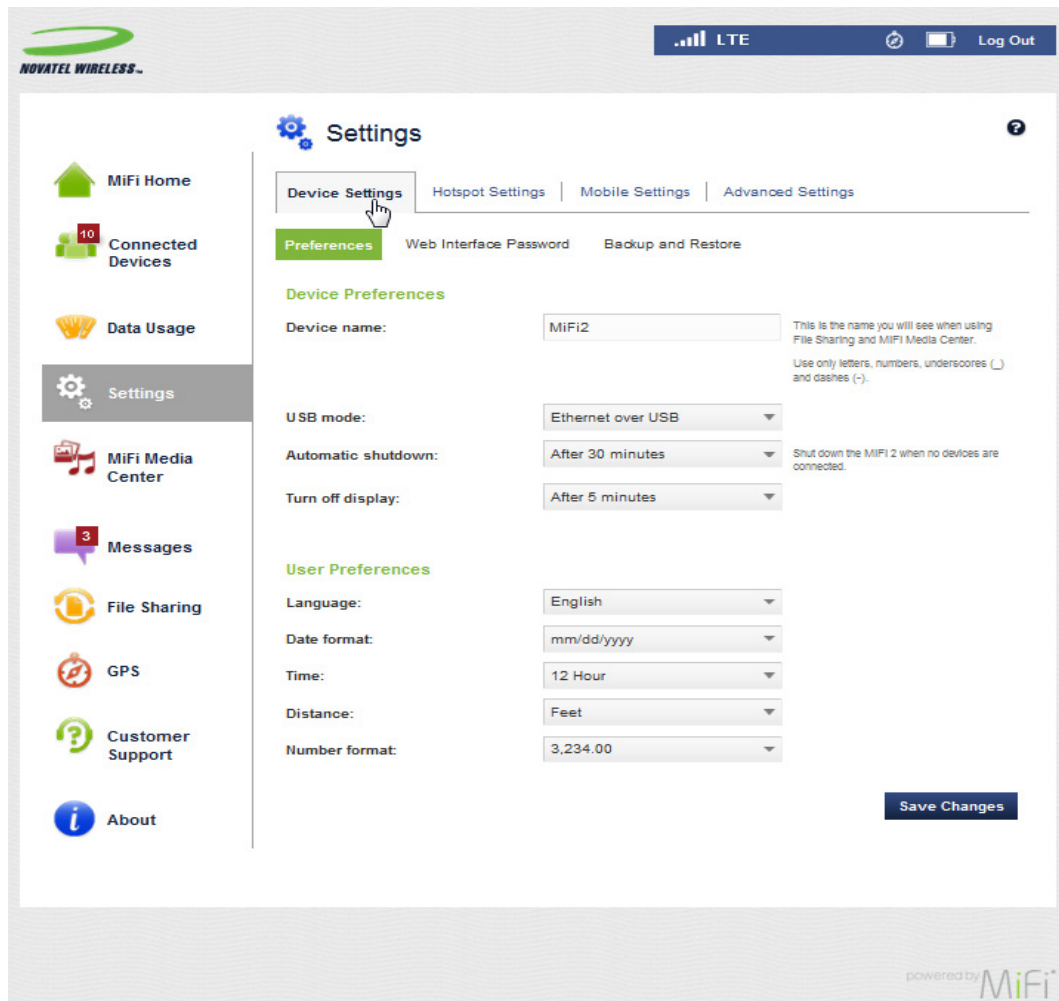 LTE
Log Out
NOVATEL WIRELESS™
Settings
MiFi Home
Device Settings
Hotspot Settings
Mobile Settings
Advanced Settings
10
Connected
Devices
Preferences
Web Interface Password
Backup and Restore
Device Preferences
Data Usage
Device name:
MiFi2
This is the name you will see when using
File Sharing and MIFI Media Center.
Use only letters, numbers, underscores (_)
and dashes (-).
Settings
USB mode:
Ethernet over USB
MiFi Media
Center
Automatic shutdown:
After 30 minutes
Shut down the MIFI 2 when no devices are
connected.
Turn off display:
After 5 minutes
3
Messages
User Preferences
File Sharing
Language:
English
Date format:
mm/dd/yyyy
GPS
Time:
12 Hour
Distance:
Feet
Customer
Support
Number format:
3,234.00
About
Save Changes
powered by MiFi